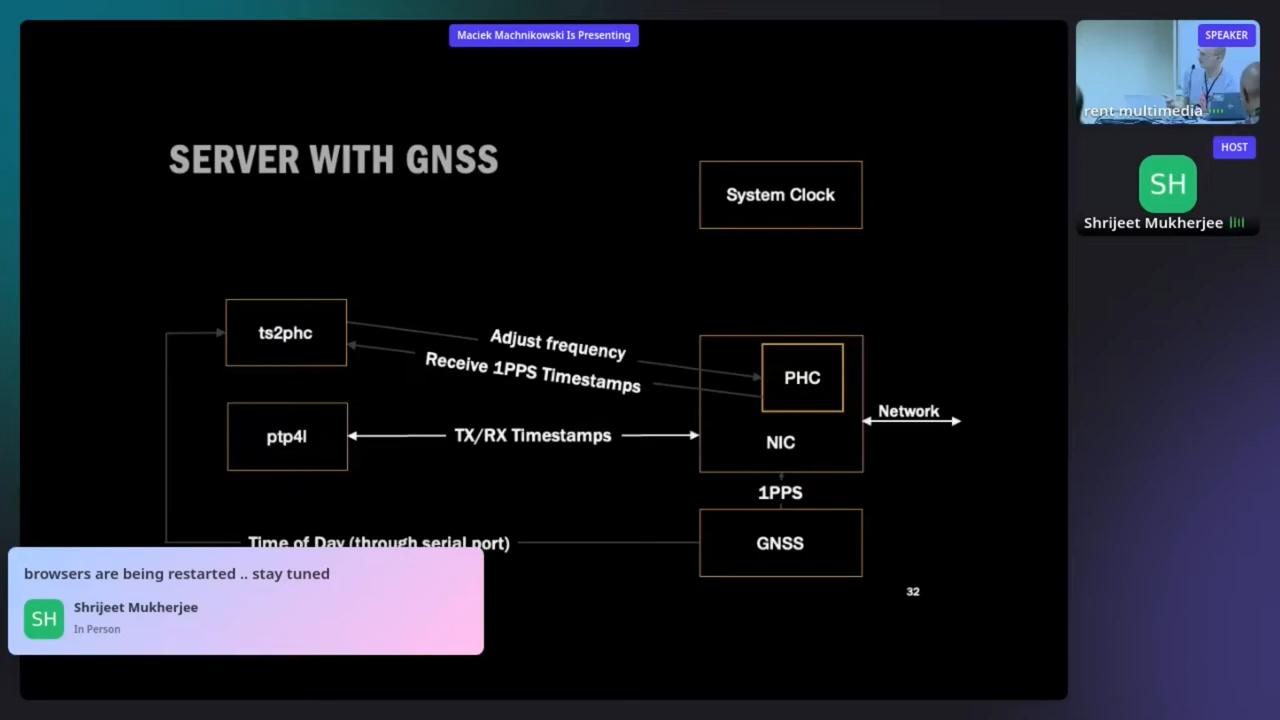 Maciek Machnikowski Is Presenting
SPEAKER
rent multimedia
HOST
SH
Shrijeet Mukherjee
SERVER WITH GNSS
System Clock
ts2phc
Adjust frequency
Receive 1PPS Timestamps
PHC
Network
ptp4l
TX/RX Timestamps
NIC
1PPS
Time of Day (through serial port)
GNSS
32
browsers are being restarted .. stay tuned
SH
Shrijeet Mukherjee
In Person